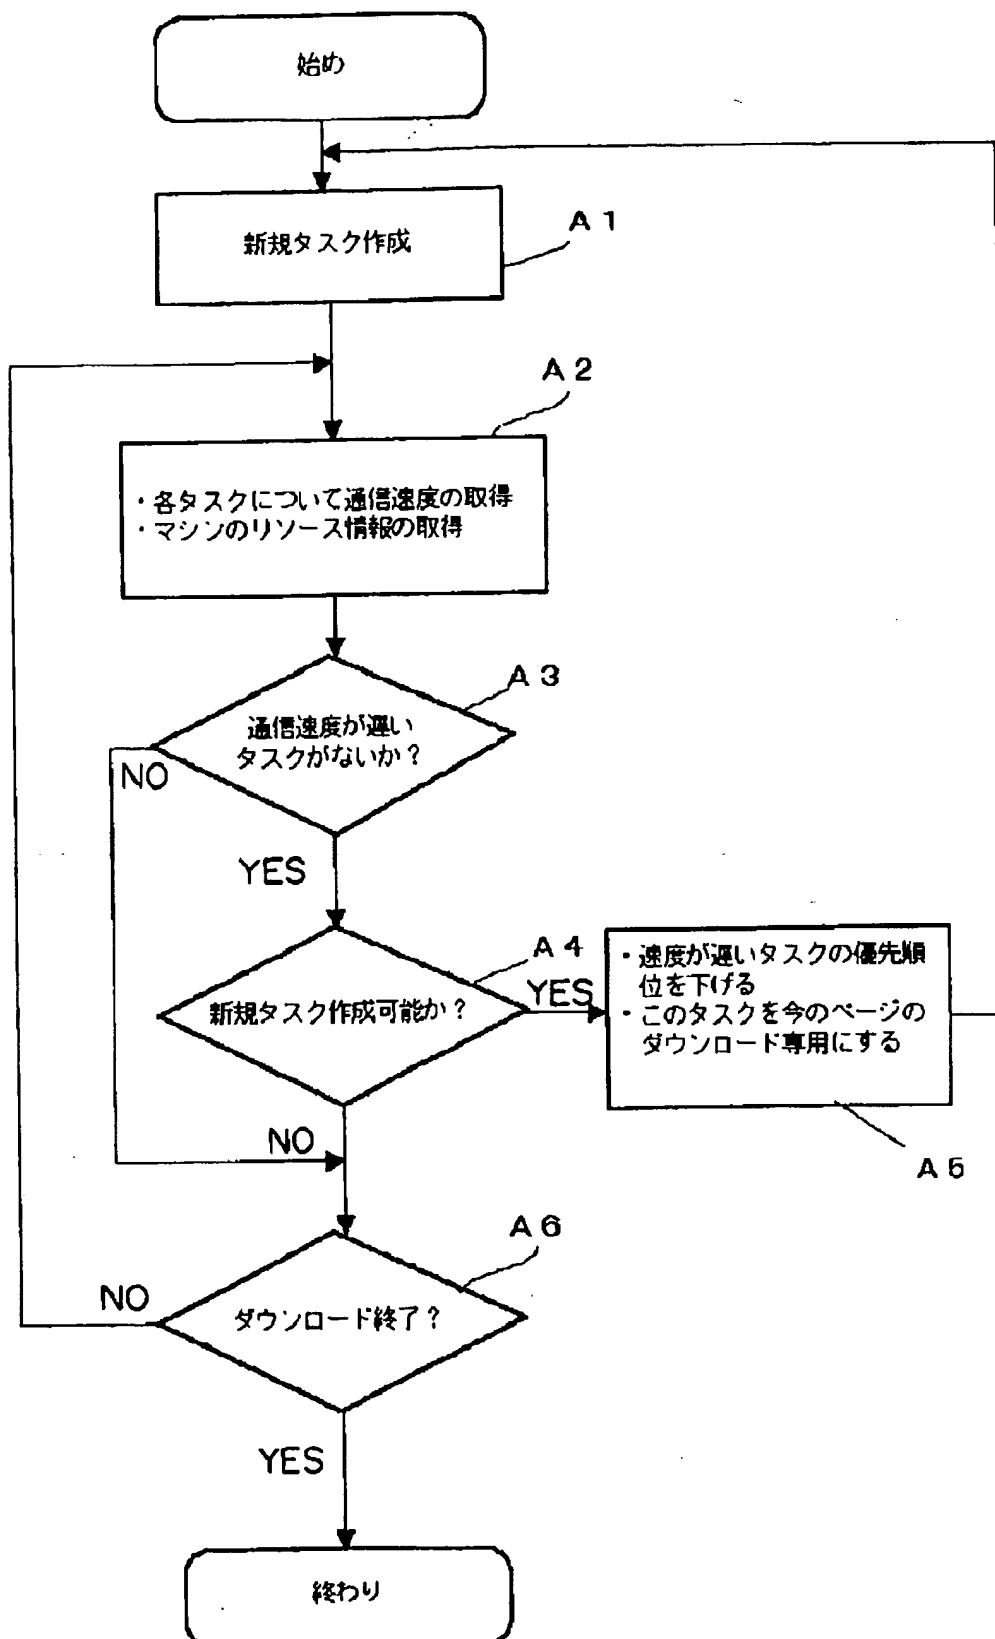 始め
新規タスク作成
A 1
A 2
・各タスクについて通信速度の取得
・マシンのリソース情報の取得
A 3
通信速度が遅い
タスクがないか？
NO
YES
A 4
新規タスク作成可能か？
YES
・速度が遅いタスクの優先順
位を下げる
・このタスクを今のページの
ダウンロード専用にする
A 5
NO
A 6
ダウンロード終了？
NO
YES
終わり